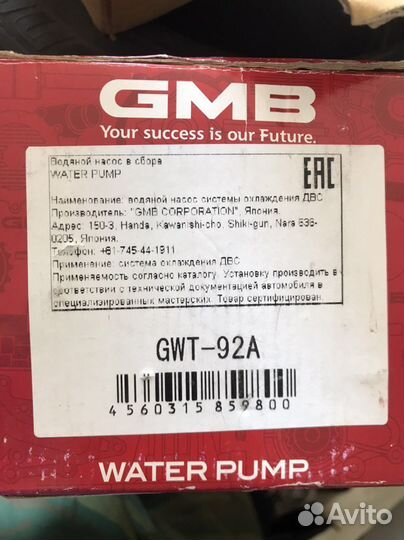 GMB
Your success is our Future.
Водяной насос в сборе
WATER PUMP
EAC
Наименование: водяной насос системы охлаждения ДВС
Производитель: "GMB CORPORATION", Япония.
Адрес: 150-3, Handa, Kawanishi-cho, Shiki-gun, Nara 636-
0205, Япония.
Телефон: +81-745-44-1911
Применение: система охлаждения ДВС
Применяемость согласно каталогу. Установку производить в
соответствии с технической документацией автомобиля в
специализированных мастерских. Товар сертифицирован.
GWT-92A
4560315859800
WATER PUMP
Avito